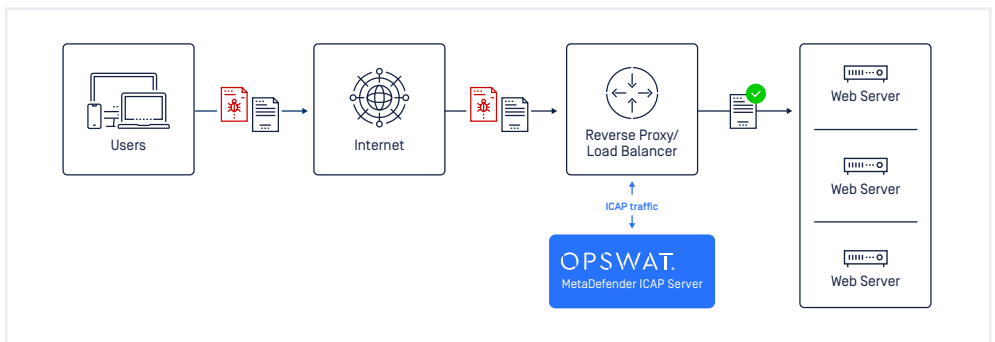 Users
Internet
Reverse Proxy/
Load Balancer
ICAP traffic
OPSWAT.
MetaDefender ICAP Server
Web Server
Web Server
Web Server